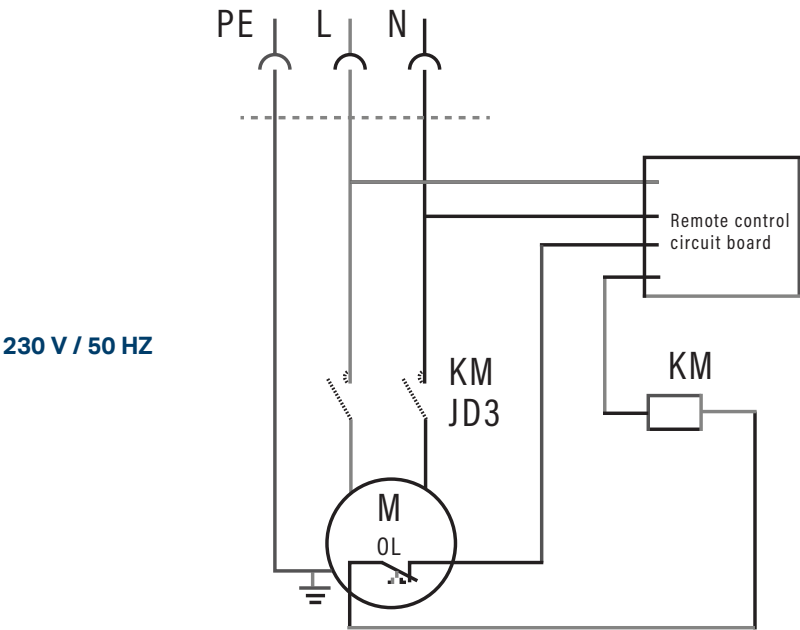 PE L N
Remote control
circuit board
230 V / 50 HZ
KM
JD3
KM
M
OL